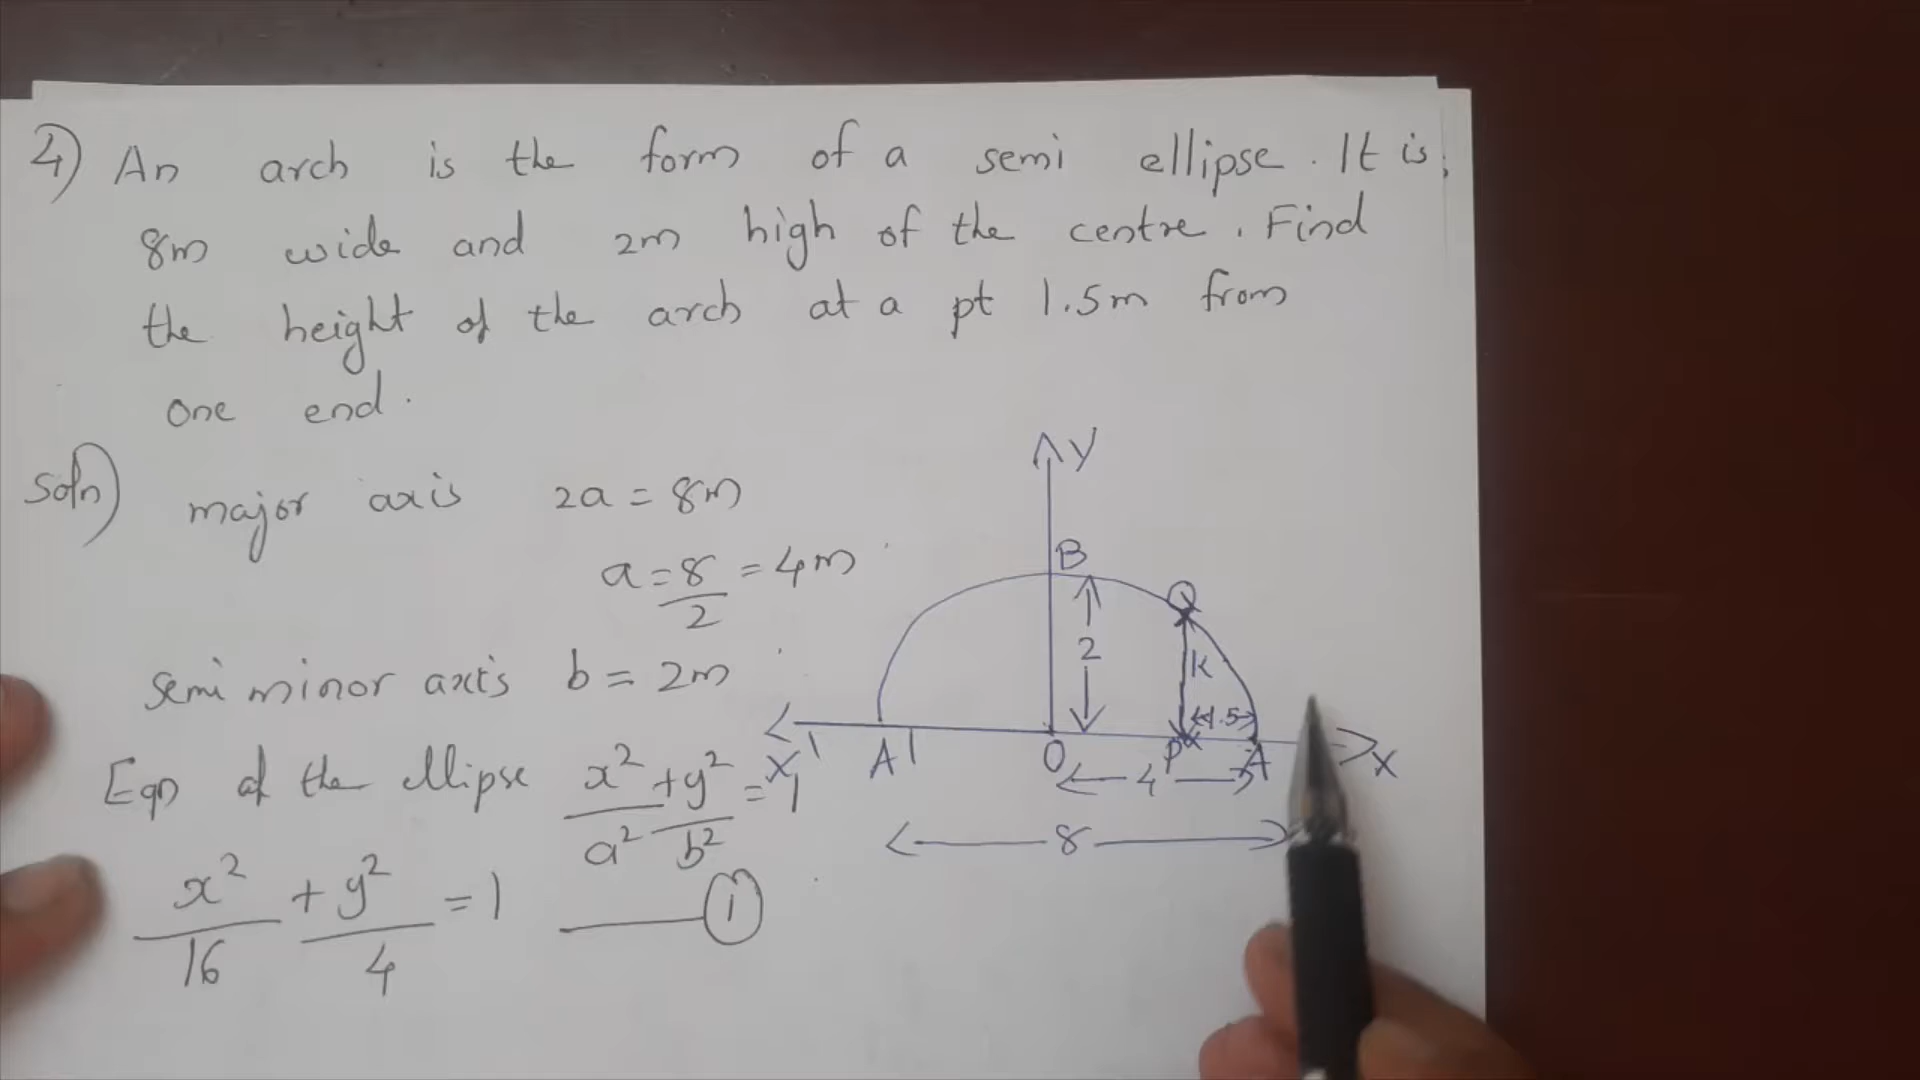 4) An arch is the form of a semi ellipse. It is
8m wide and 2m high of the centre. Find
the height of the arch at a pt 1.5m from
one end.
Soln) major axis 2a = 8m
a = 8/2 = 4m
semi minor axis b = 2m
Eqn of the ellipse x²/a² + y²/b² = 1
x²/16 + y²/4 = 1 —— (1)
Y
B
Q
2
K
1.5
X'
A'
O
P
A
X
4
8